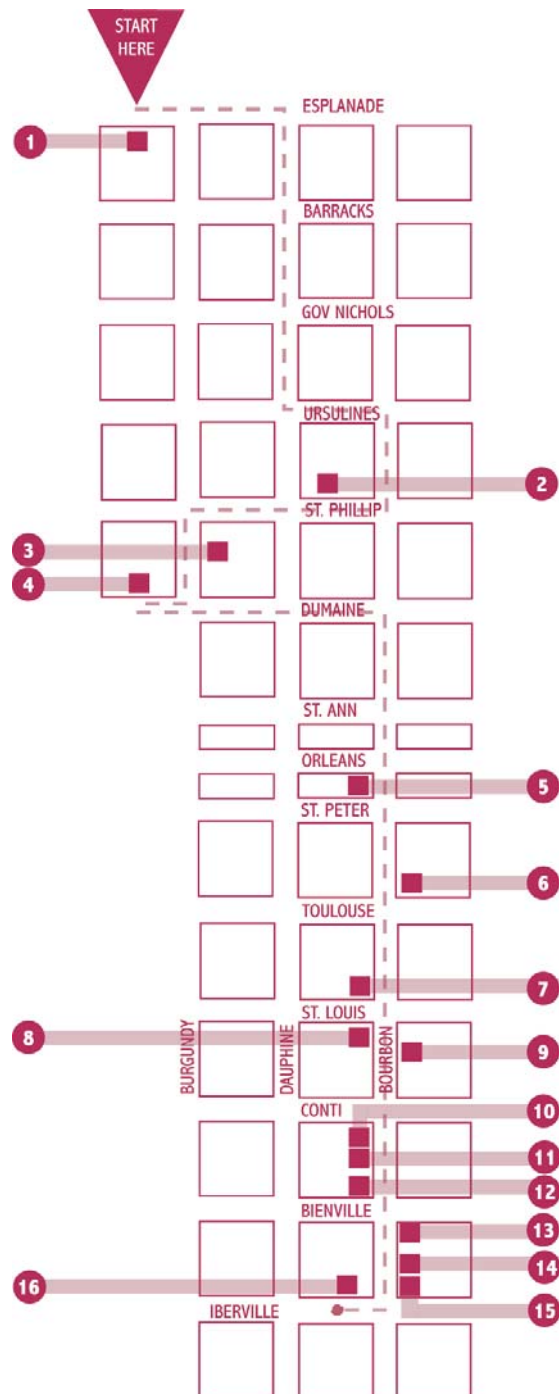 START
HERE
ESPLANADE
1
BARRACKS
GOV NICHOLS
URSULINES
2
ST. PHILLIP
3
4
DUMAINE
ST. ANN
ORLEANS
5
ST. PETER
6
TOULOUSE
7
ST. LOUIS
8
BURGUNDY
DAUPHINE
BOURBON
9
CONTI
10
11
12
BIENVILLE
13
14
16
15
IBERVILLE